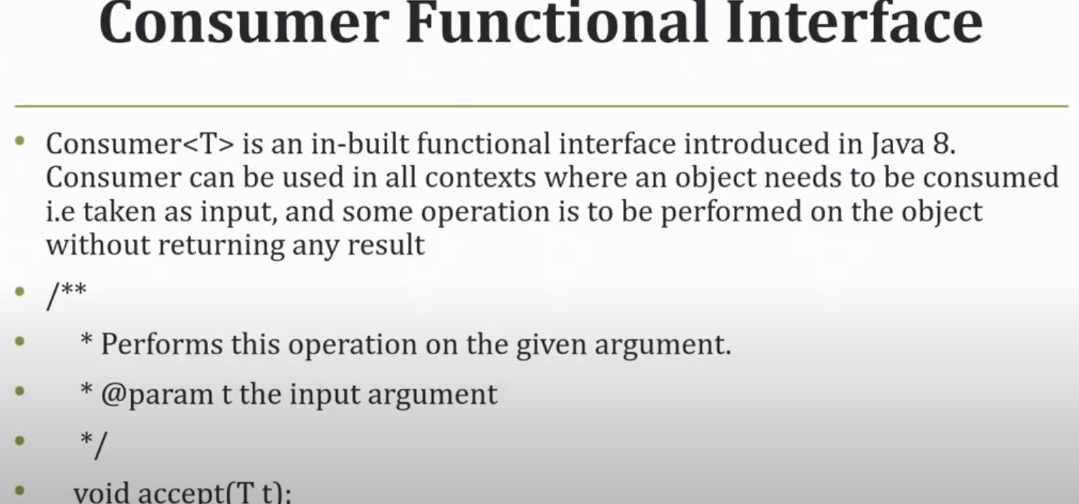 Consumer Functional Interface
• Consumer<T> is an in-built functional interface introduced in Java 8.
Consumer can be used in all contexts where an object needs to be consumed
i.e taken as input, and some operation is to be performed on the object
without returning any result
• /**
• * Performs this operation on the given argument.
• * @param t the input argument
• */
• void accept(T t);